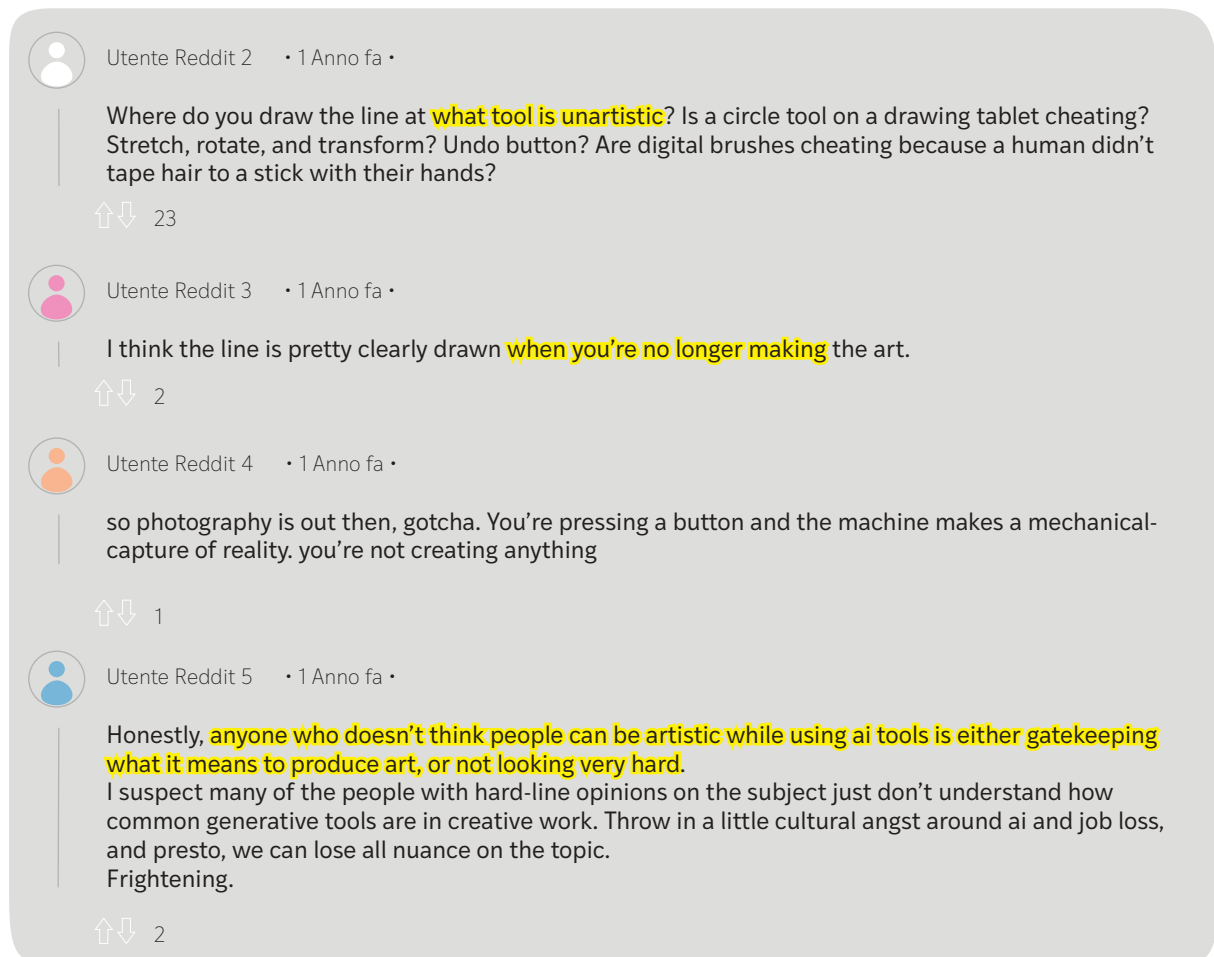 Utente Reddit 2 • 1 Anno fa •
Where do you draw the line at what tool is unartistic? Is a circle tool on a drawing tablet cheating?
Stretch, rotate, and transform? Undo button? Are digital brushes cheating because a human didn’t
tape hair to a stick with their hands?
23
Utente Reddit 3 • 1 Anno fa •
I think the line is pretty clearly drawn when you’re no longer making the art.
2
Utente Reddit 4 • 1 Anno fa •
so photography is out then, gotcha. You’re pressing a button and the machine makes a mechanical-
capture of reality. you’re not creating anything
1
Utente Reddit 5 • 1 Anno fa •
Honestly, anyone who doesn’t think people can be artistic while using ai tools is either gatekeeping
what it means to produce art, or not looking very hard.
I suspect many of the people with hard-line opinions on the subject just don’t understand how
common generative tools are in creative work. Throw in a little cultural angst around ai and job loss,
and presto, we can lose all nuance on the topic.
Frightening.
2